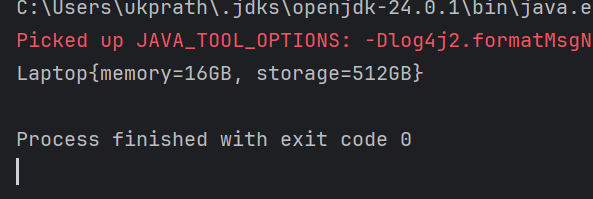 C:\Users\ukprath\.jdks\openjdk-24.0.1\bin\java.e
Picked up JAVA_TOOL_OPTIONS: -Dlog4j2.formatMsgN
Laptop{memory=16GB, storage=512GB}
Process finished with exit code 0